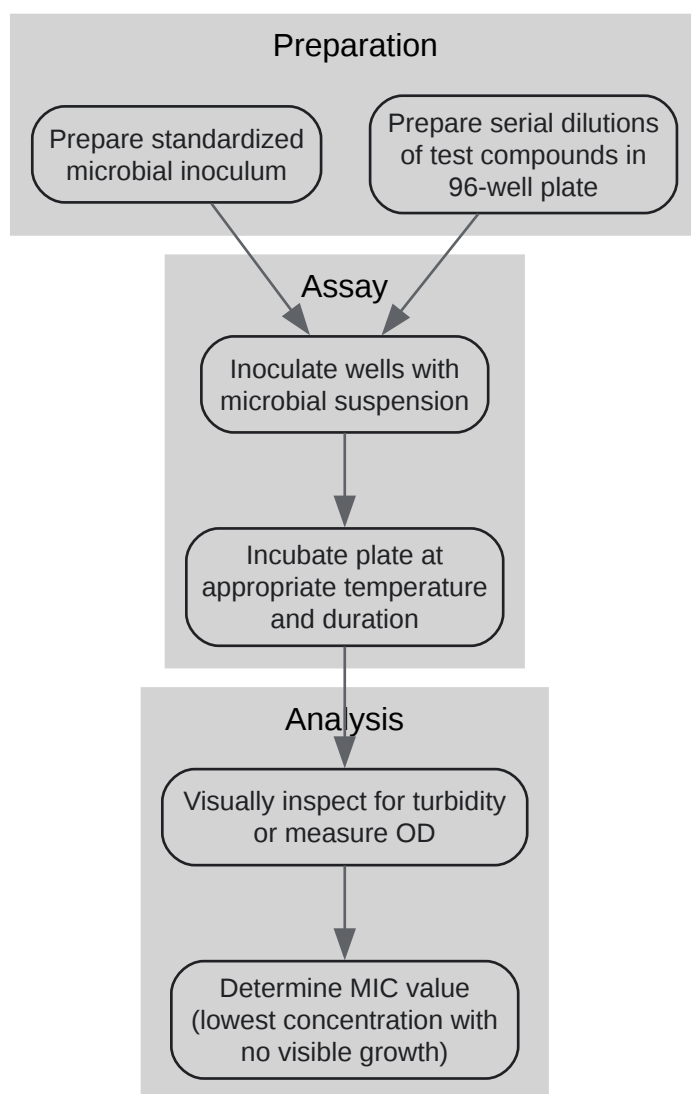 Preparation
Prepare standardized
microbial inoculum
Prepare serial dilutions
of test compounds in
96-well plate
Assay
Inoculate wells with
microbial suspension
Incubate plate at
appropriate temperature
and duration
Analysis
Visually inspect for turbidity
or measure OD
Determine MIC value
(lowest concentration with
no visible growth)